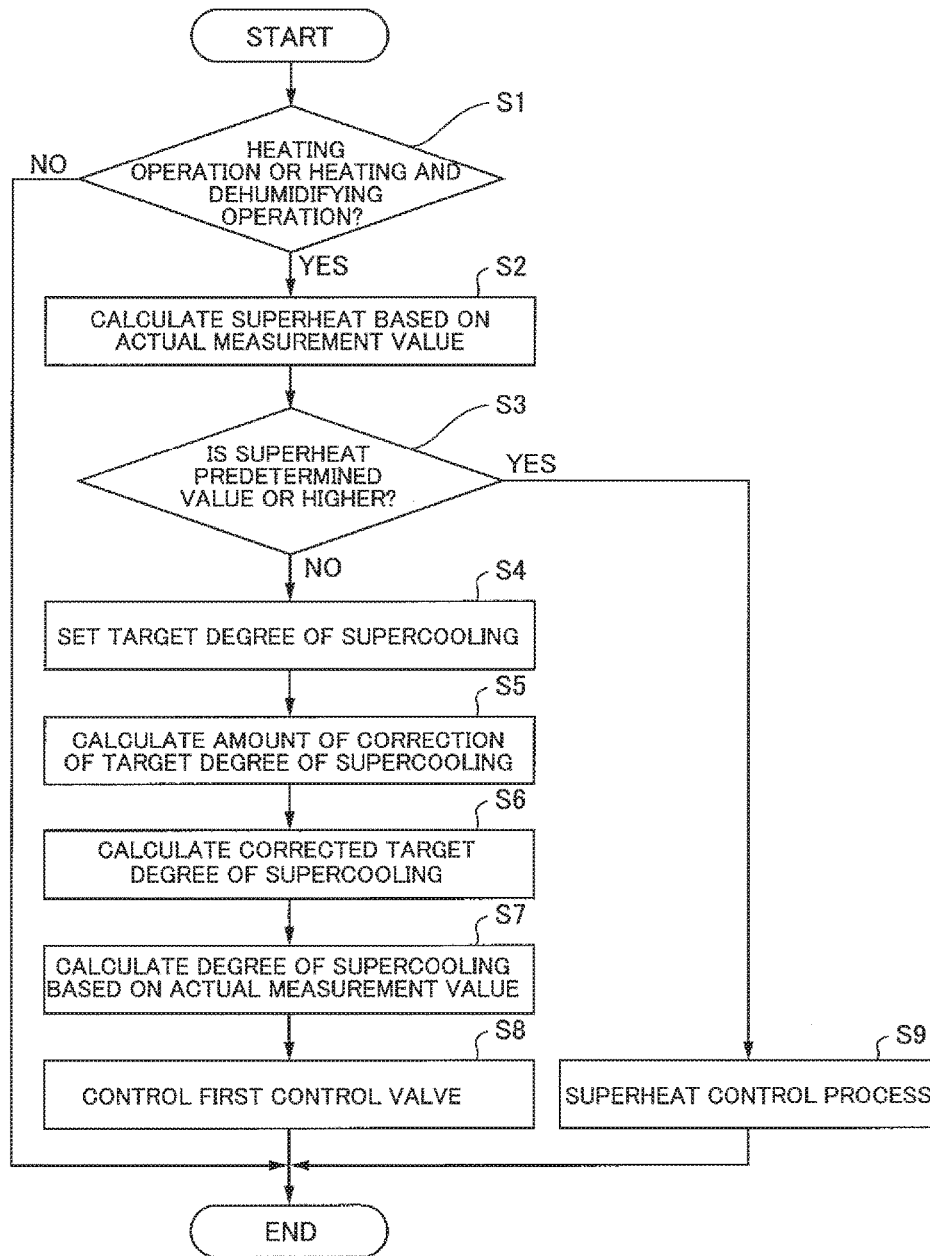 START
S1
HEATING
OPERATION OR HEATING AND
DEHUMIDIFYING
OPERATION?
NO
YES
S2
CALCULATE SUPERHEAT BASED ON
ACTUAL MEASUREMENT VALUE
S3
IS SUPERHEAT
PREDETERMINED
VALUE OR HIGHER?
YES
NO
S4
SET TARGET DEGREE OF SUPERCOOLING
S5
CALCULATE AMOUNT OF CORRECTION
OF TARGET DEGREE OF SUPERCOOLING
S6
CALCULATE CORRECTED TARGET
DEGREE OF SUPERCOOLING
S7
CALCULATE DEGREE OF SUPERCOOLING
BASED ON ACTUAL MEASUREMENT VALUE
S8
CONTROL FIRST CONTROL VALVE
S9
SUPERHEAT CONTROL PROCESS
END